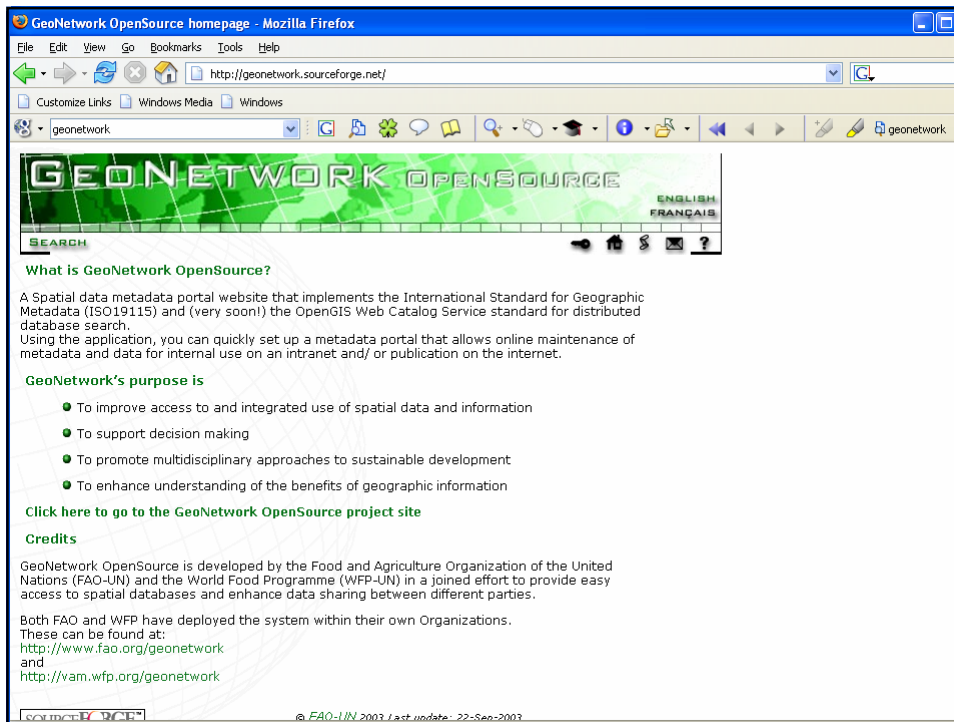 GeoNetwork OpenSource homepage - Mozilla Firefox
File Edit View Go Bookmarks Tools Help
http://geonetwork.sourceforge.net/ G
Customize Links Windows Media Windows
geonetwork G geonetwork
GEONETWORK OPENSOURCE
ENGLISH
FRANÇAIS
SEARCH ?
What is GeoNetwork OpenSource?
A Spatial data metadata portal website that implements the International Standard for Geographic
Metadata (ISO19115) and (very soon!) the OpenGIS Web Catalog Service standard for distributed
database search.
Using the application, you can quickly set up a metadata portal that allows online maintenance of
metadata and data for internal use on an intranet and/ or publication on the internet.
GeoNetwork's purpose is
To improve access to and integrated use of spatial data and information
To support decision making
To promote multidisciplinary approaches to sustainable development
To enhance understanding of the benefits of geographic information
Click here to go to the GeoNetwork OpenSource project site
Credits
GeoNetwork OpenSource is developed by the Food and Agriculture Organization of the United
Nations (FAO-UN) and the World Food Programme (WFP-UN) in a joined effort to provide easy
access to spatial databases and enhance data sharing between different parties.
Both FAO and WFP have deployed the system within their own Organizations.
These can be found at:
http://www.fao.org/geonetwork
and
http://vam.wfp.org/geonetwork
SOURCEFORGE™ © FAO-UN 2003 Last update: 22-Sep-2003